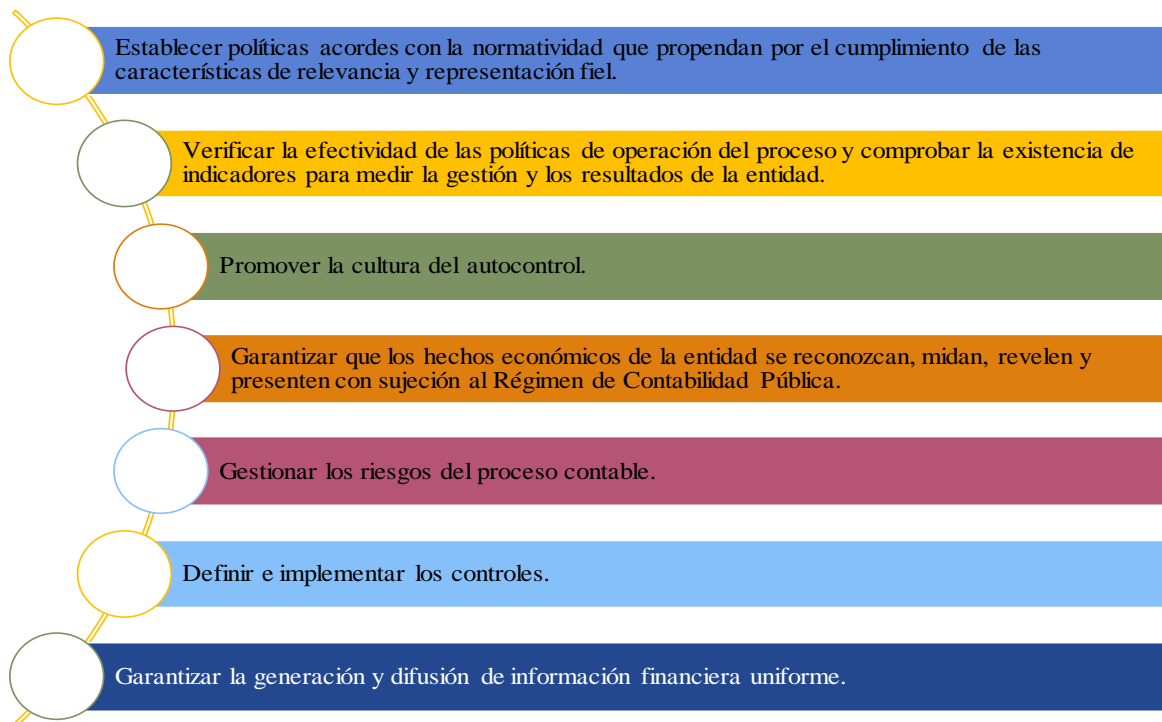 Establecer políticas acordes con la normatividad que propendan por el cumplimiento de las
características de relevancia y representación fiel.
Verificar la efectividad de las políticas de operación del proceso y comprobar la existencia de
indicadores para medir la gestión y los resultados de la entidad.
Promover la cultura del autocontrol.
Garantizar que los hechos económicos de la entidad se reconozcan, midan, revelen y
presenten con sujeción al Régimen de Contabilidad Pública.
Gestionar los riesgos del proceso contable.
Definir e implementar los controles.
Garantizar la generación y difusión de información financiera uniforme.